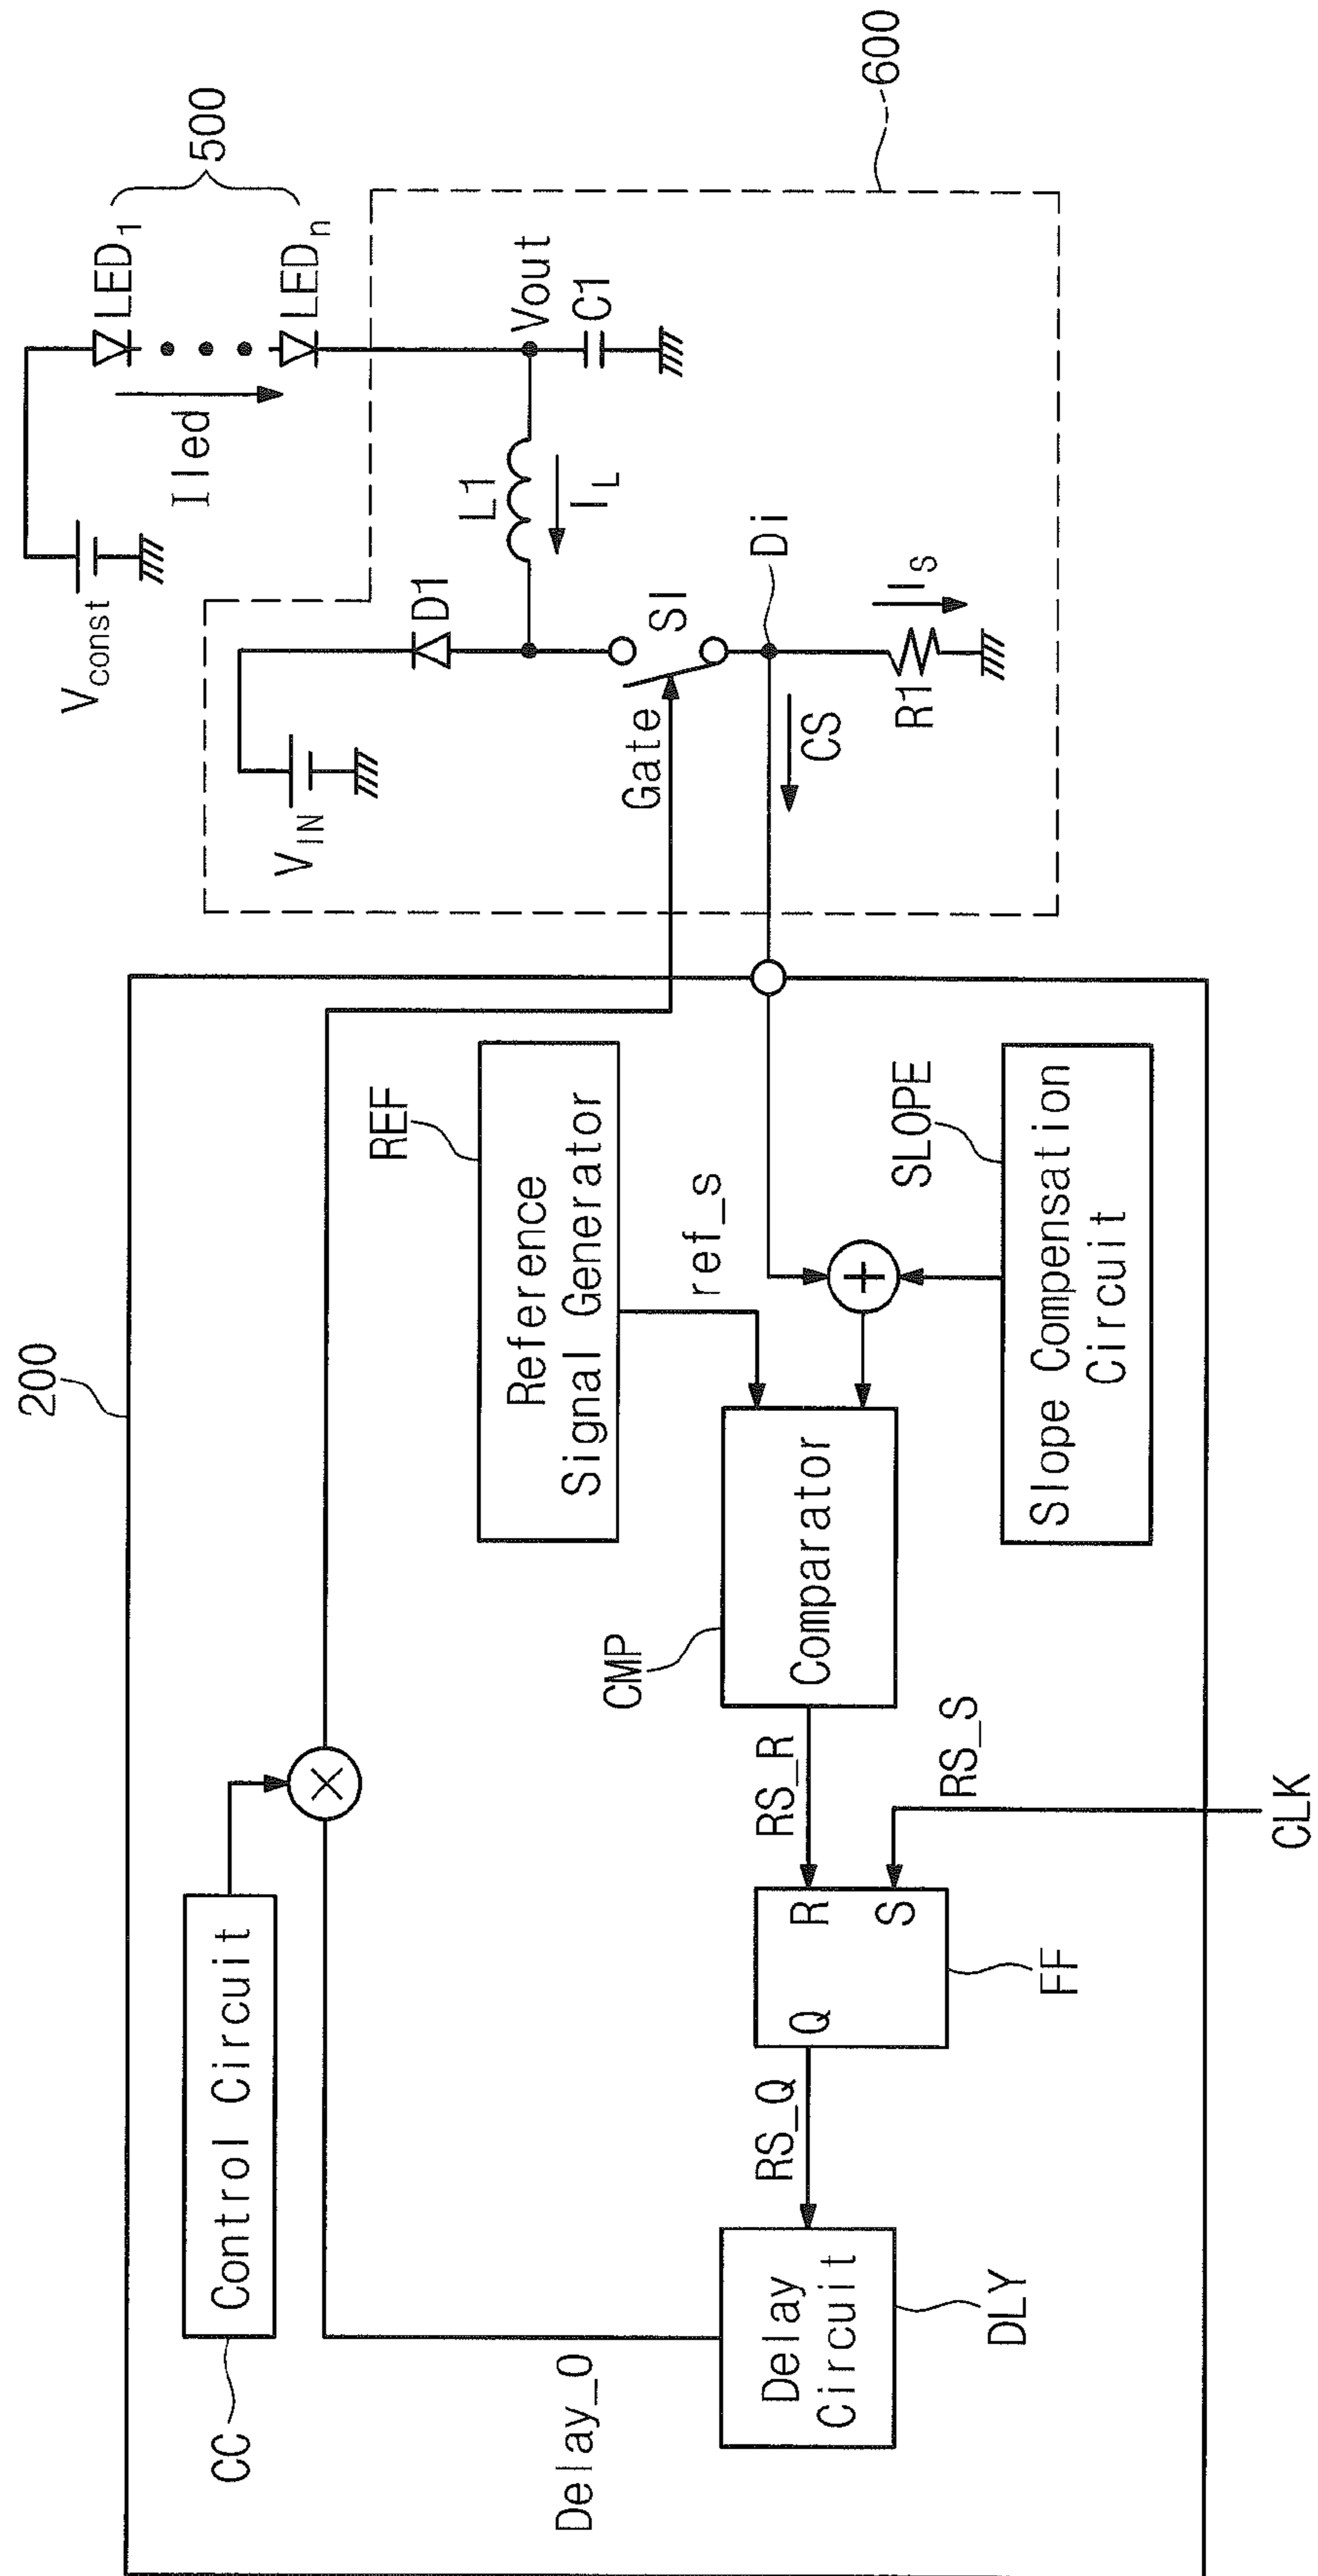 200
CC
Control Circuit
Delay_O
Delay
Circuit
DLY
RS_Q
Q
R
S
FF
RS_R
RS_S
CLK
CMP
Comparator
REF
Reference
Signal Generator
ref_s
+
SLOPE
Slope Compensation
Circuit
Vconst
LED1
LEDn
500
Iled
VIN
D1
L1
IL
Vout
C1
Gate
SI
Di
CS
R1
IS
600